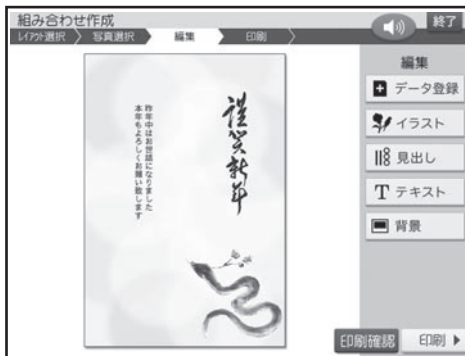 組み合わせ作成
終了
ﾚｲｱｳﾄ選択
写真選択
編集
印刷
謹賀新年
昨年中はお世話になりました
本年もよろしくお願い致します
編集
データ登録
イラスト
見出し
テキスト
背景
印刷確認
印刷